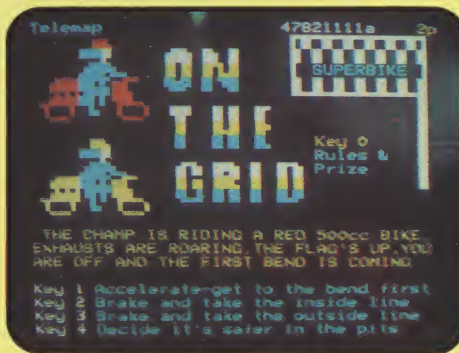 Telemap 47821111a 2p
ON
THE
GRID
SUPERBIKE
Key 0
Rules &
Prize
THE CHAMP IS RIDING A RED 500cc BIKE
EXHAUSTS ARE ROARING,THE FLAG'S UP,YOU
ARE OFF AND THE FIRST BEND IS COMING
Key 1 Accelerate-get to the bend first
Key 2 Brake and take the inside line
Key 3 Brake and take the outside line
Key 4 Decide it's safer in the pits